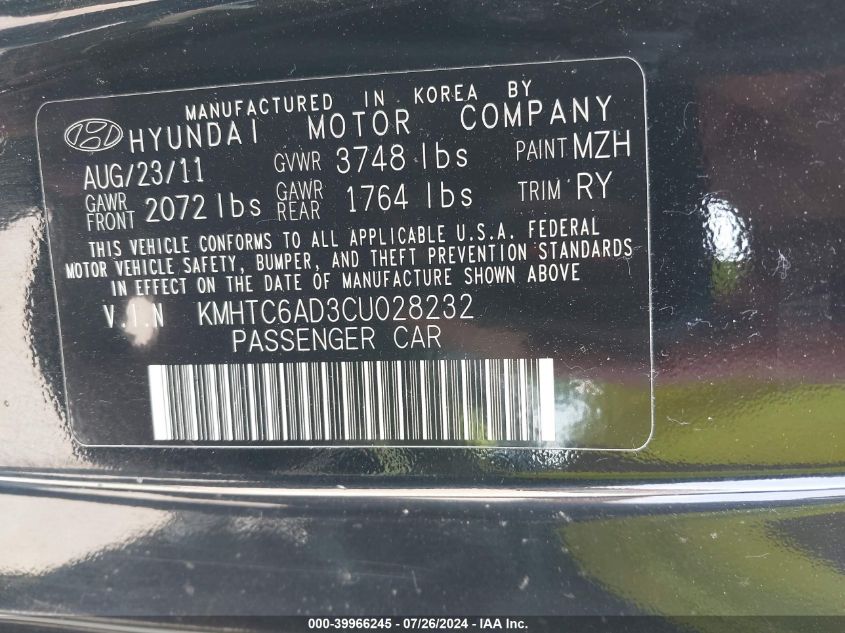 MANUFACTURED IN KOREA BY
HYUNDAI MOTOR COMPANY
AUG/23/11 GVWR 3748 lbs PAINT MZH
GAWR FRONT 2072 lbs GAWR REAR 1764 lbs TRIM RY
THIS VEHICLE CONFORMS TO ALL APPLICABLE U.S.A. FEDERAL
MOTOR VEHICLE SAFETY, BUMPER, AND THEFT PREVENTION STANDARDS
IN EFFECT ON THE DATE OF MANUFACTURE SHOWN ABOVE
V.I.N KMHTC6AD3CU028232
PASSENGER CAR
000-39966245 - 07/26/2024 - IAA Inc.